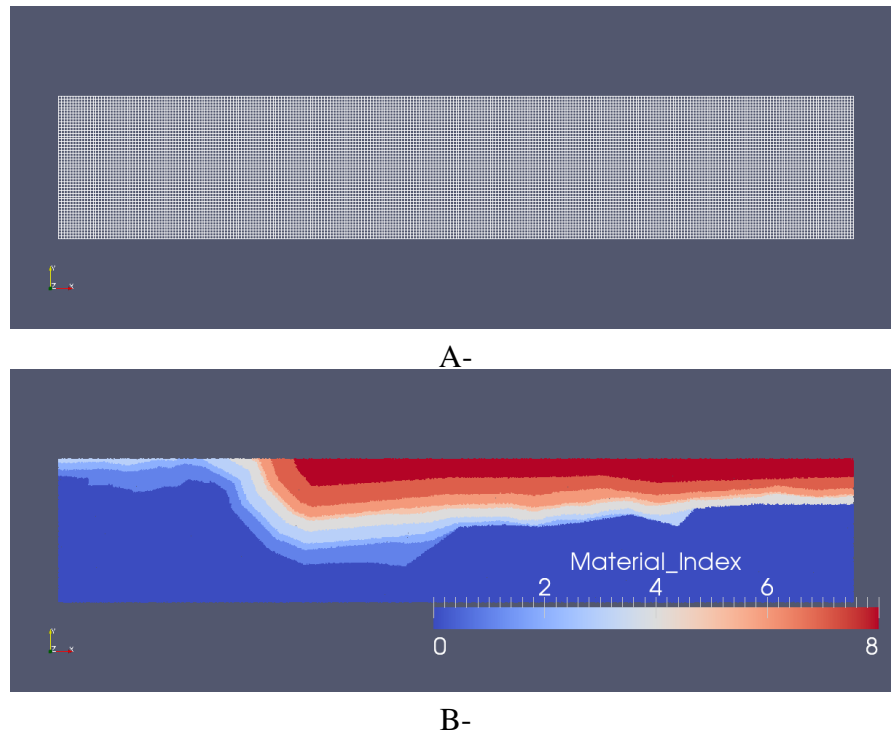 Y
Z X
A-
Material_Index
2 4 6
0 8
Y
Z X
B-